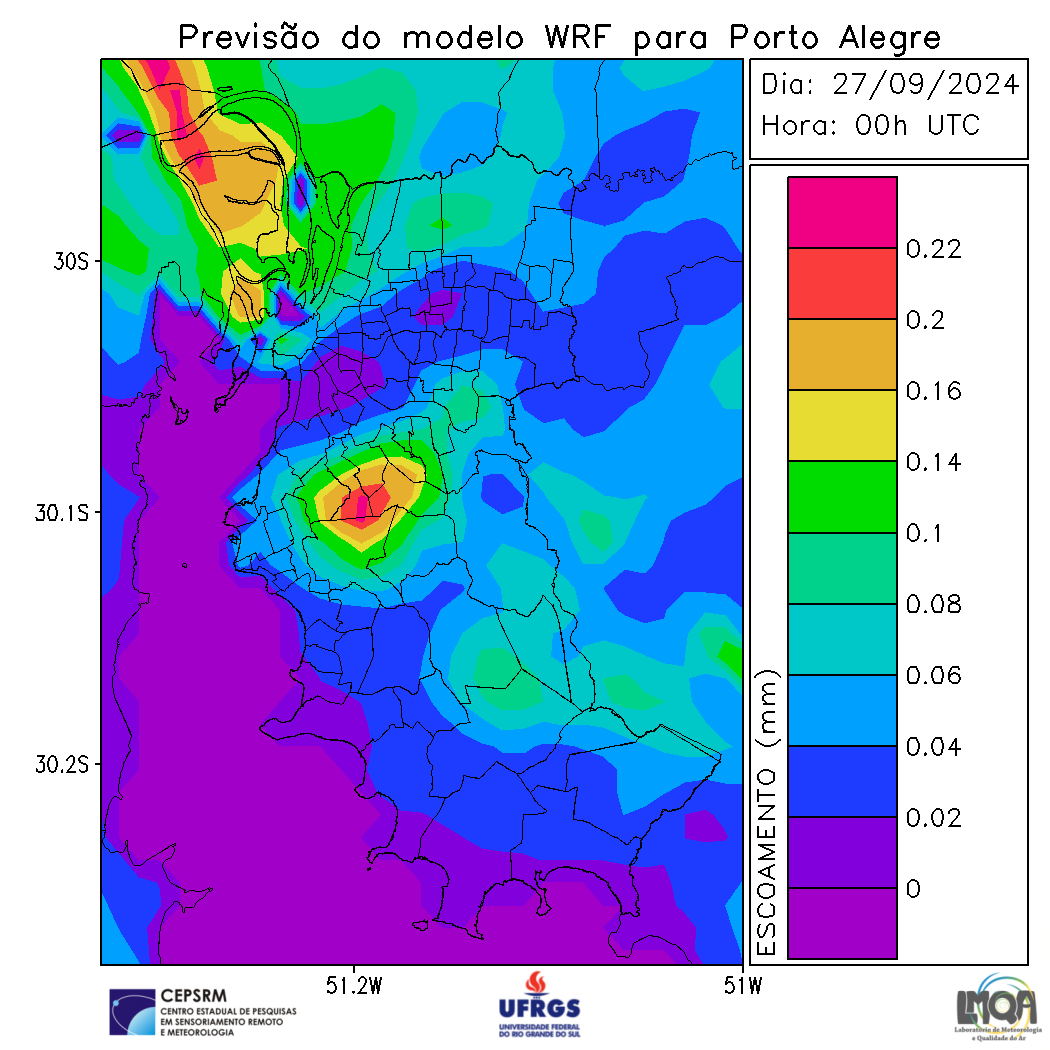 Previsão do modelo WRF para Porto Alegre
Dia: 27/09/2024
Hora: 00h UTC
30S
30.1S
30.2S
51.2W
51W
ESCOAMENTO (mm)
0.22
0.2
0.16
0.14
0.1
0.08
0.06
0.04
0.02
0
CEPSRM
CENTRO ESTADUAL DE PESQUISAS
EM SENSORIAMENTO REMOTO
E METEOROLOGIA
UFRGS
UNIVERSIDADE FEDERAL
DO RIO GRANDE DO SUL
LMQA
Laboratório de Meteorologia
e Qualidade do Ar